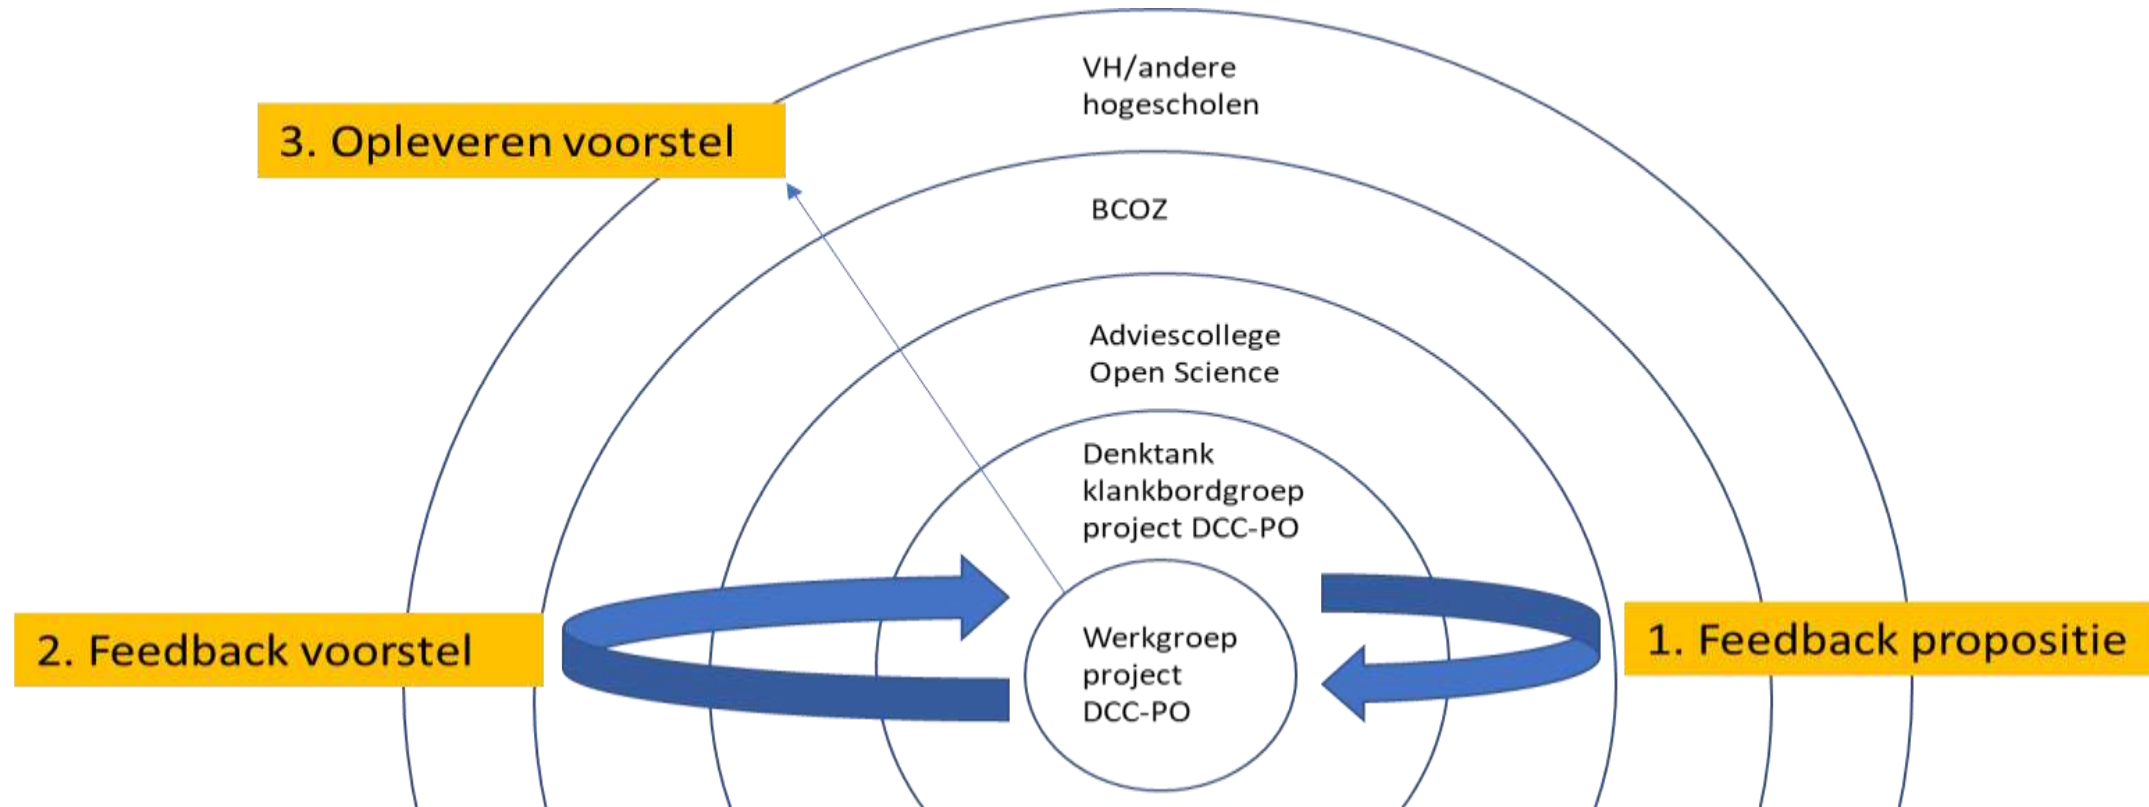 VH/andere
hogescholen
3. Opleveren voorstel
BCOZ
Adviescollege
Open Science
Denktank
klankbordgroep
project DCC-PO
2. Feedback voorstel
Werkgroep
project
DCC-PO
1. Feedback propositie